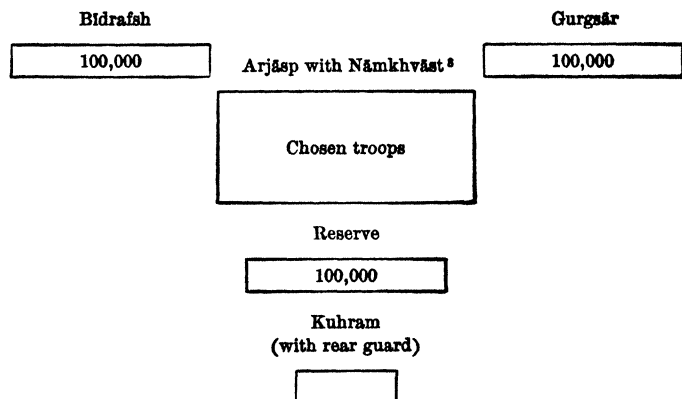 Bīdrafsh
Gurgsār
100,000
Arjāsp with Nāmkhvāst 8
100,000
Chosen troops
Reserve
100,000
Kuhram
(with rear guard)